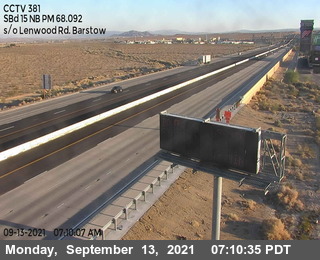 CCTV 381
SBd 15 NB PM 68.092
s/o Lenwood Rd. Barstow
09-13-2021 07:10:07 AM
Monday, September 13, 2021 07:10:35 PDT